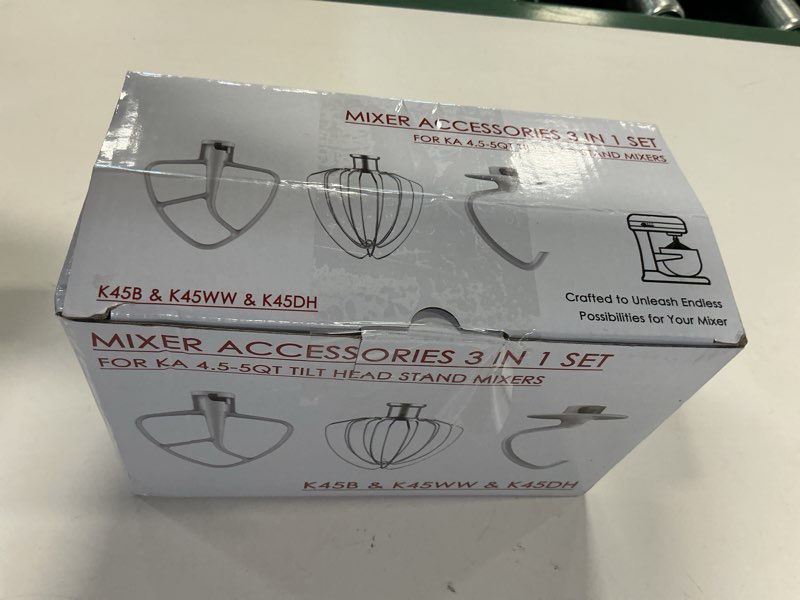 MIXER ACCESSORIES 3 IN 1 SET
FOR KA 4.5-5QT STAND MIXERS
K45B & K45WW & K45DH
Crafted to Unleash Endless
Possibilities for Your Mixer
MIXER ACCESSORIES 3 IN 1 SET
FOR KA 4.5-5QT TILT HEAD STAND MIXERS
K45B & K45WW & K45DH